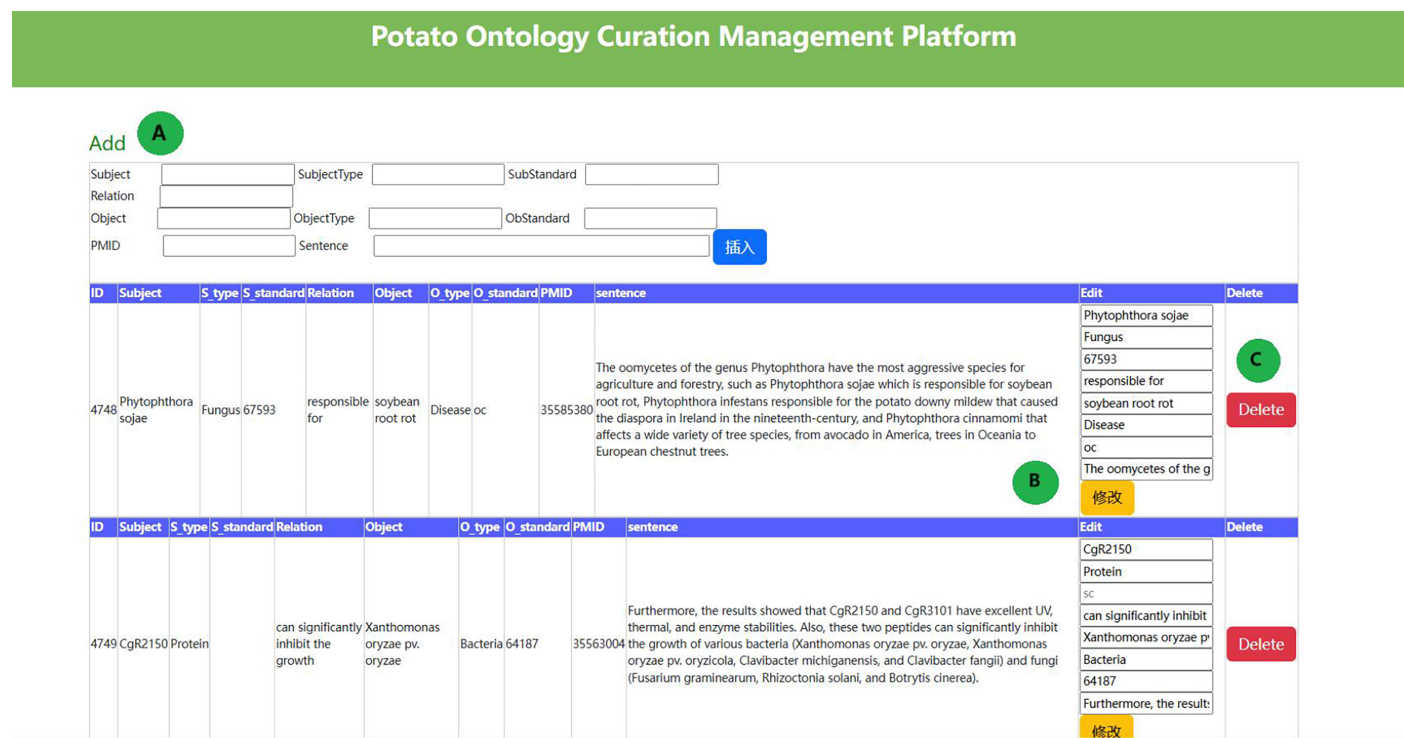 Potato Ontology Curation Management Platform
Add
A
Subject SubjectType SubStandard
Relation
Object ObjectType ObStandard
PMID Sentence 插入
ID Subject S_type S_standard Relation Object O_type O_standard PMID sentence Edit Delete
4748
Phytophthora
sojae
Fungus
67593
responsible
for
soybean
root rot
Disease
oc
35585380
The oomycetes of the genus Phytophthora have the most aggressive species for
agriculture and forestry, such as Phytophthora sojae which is responsible for soybean
root rot, Phytophthora infestans responsible for the potato downy mildew that caused
the diaspora in Ireland in the nineteenth-century, and Phytophthora cinnamomi that
affects a wide variety of tree species, from avocado in America, trees in Oceania to
European chestnut trees.
B
Phytophthora sojae
Fungus
67593
responsible for
soybean root rot
Disease
oc
The oomycetes of the g
修改
C
Delete
ID Subject S_type S_standard Relation Object O_type O_standard PMID sentence Edit Delete
4749
CgR2150
Protein
can significantly
inhibit the
growth
Xanthomonas
oryzae pv.
oryzae
Bacteria
64187
35563004
Furthermore, the results showed that CgR2150 and CgR3101 have excellent UV,
thermal, and enzyme stabilities. Also, these two peptides can significantly inhibit
the growth of various bacteria (Xanthomonas oryzae pv. oryzae, Xanthomonas
oryzae pv. oryzicola, Clavibacter michiganensis, and Clavibacter fangii) and fungi
(Fusarium graminearum, Rhizoctonia solani, and Botrytis cinerea).
CgR2150
Protein
sc
can significantly inhibit
Xanthomonas oryzae p
Bacteria
64187
Furthermore, the result
修改
Delete